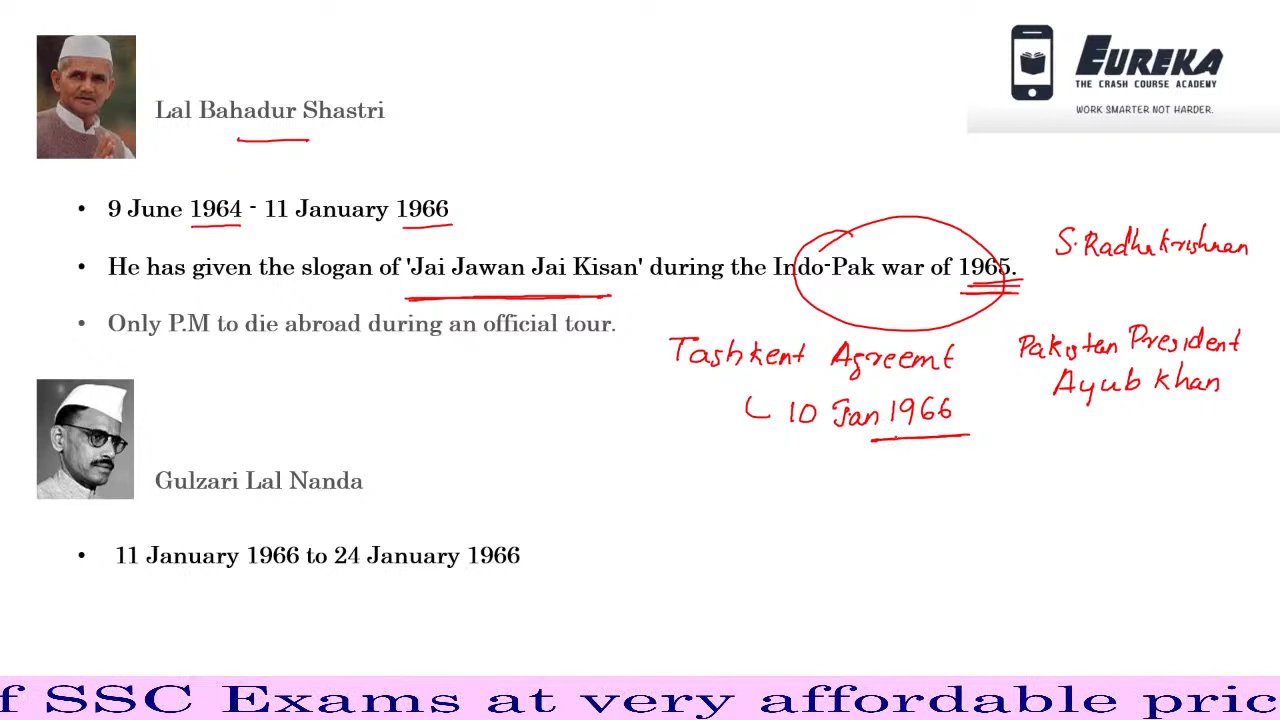 EUREKA
THE CRASH COURSE ACADEMY
WORK SMARTER NOT HARDER.
Lal Bahadur Shastri
• 9 June 1964 - 11 January 1966
S. Radhakrishnan
• He has given the slogan of 'Jai Jawan Jai Kisan' during the Indo-Pak war of 1965.
• Only P.M to die abroad during an official tour.
Tashkent Agreemt
10 Jan 1966
Pakistan President
Ayub Khan
Gulzari Lal Nanda
• 11 January 1966 to 24 January 1966
f SSC Exams at very affordable pric